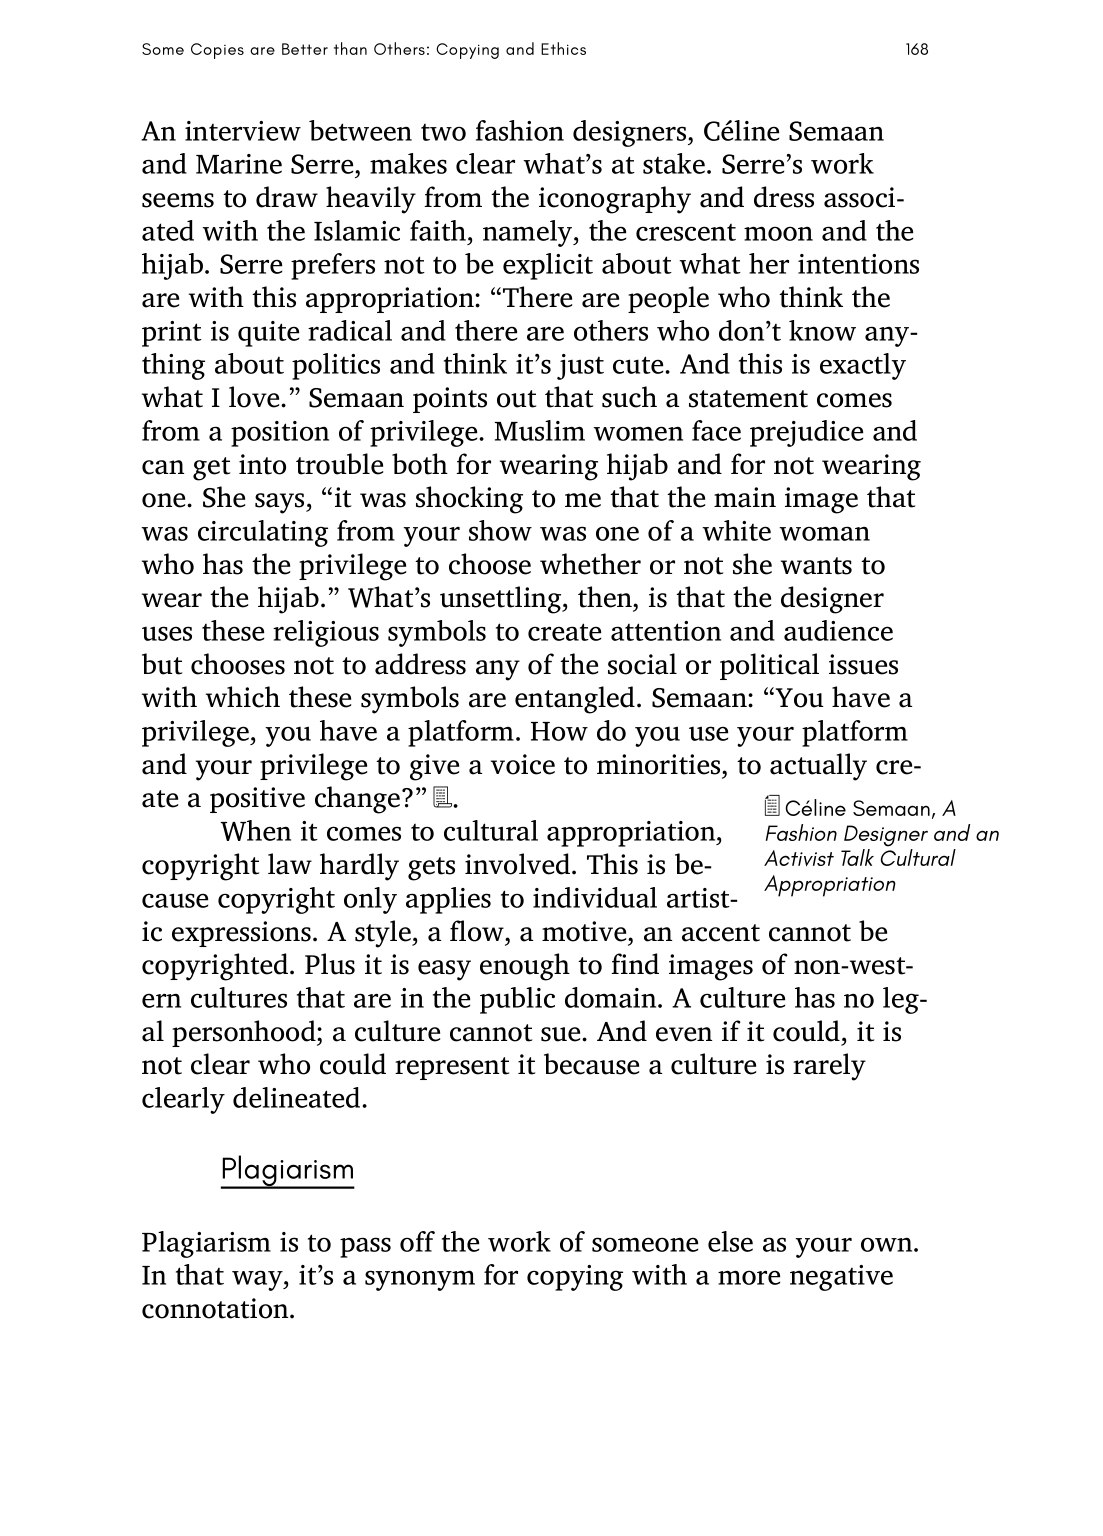 Some Copies are Better than Others: Copying and Ethics 168
An interview between two fashion designers, Céline Semaan
and Marine Serre, makes clear what’s at stake. Serre’s work
seems to draw heavily from the iconography and dress associ-
ated with the Islamic faith, namely, the crescent moon and the
hijab. Serre prefers not to be explicit about what her intentions
are with this appropriation: “There are people who think the
print is quite radical and there are others who don’t know any-
thing about politics and think it’s just cute. And this is exactly
what I love.” Semaan points out that such a statement comes
from a position of privilege. Muslim women face prejudice and
can get into trouble both for wearing hijab and for not wearing
one. She says, “it was shocking to me that the main image that
was circulating from your show was one of a white woman
who has the privilege to choose whether or not she wants to
wear the hijab.” What’s unsettling, then, is that the designer
uses these religious symbols to create attention and audience
but chooses not to address any of the social or political issues
with which these symbols are entangled. Semaan: “You have a
privilege, you have a platform. How do you use your platform
and your privilege to give a voice to minorities, to actually cre-
ate a positive change?” .
When it comes to cultural appropriation,
copyright law hardly gets involved. This is be-
cause copyright only applies to individual artist-
ic expressions. A style, a flow, a motive, an accent cannot be
copyrighted. Plus it is easy enough to find images of non-west-
ern cultures that are in the public domain. A culture has no leg-
al personhood; a culture cannot sue. And even if it could, it is
not clear who could represent it because a culture is rarely
clearly delineated.
Céline Semaan, A
Fashion Designer and an
Activist Talk Cultural
Appropriation
Plagiarism
Plagiarism is to pass off the work of someone else as your own.
In that way, it’s a synonym for copying with a more negative
connotation.